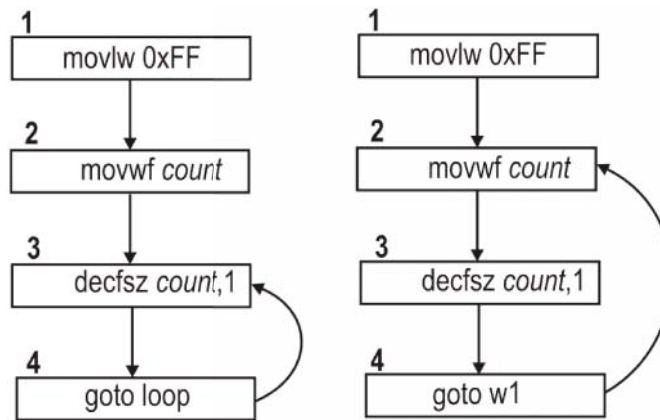 1
movlw 0xFF
2
movwf count
3
decfsz count,1
4
goto loop
1
movlw 0xFF
2
movwf count
3
decfsz count,1
4
goto w1